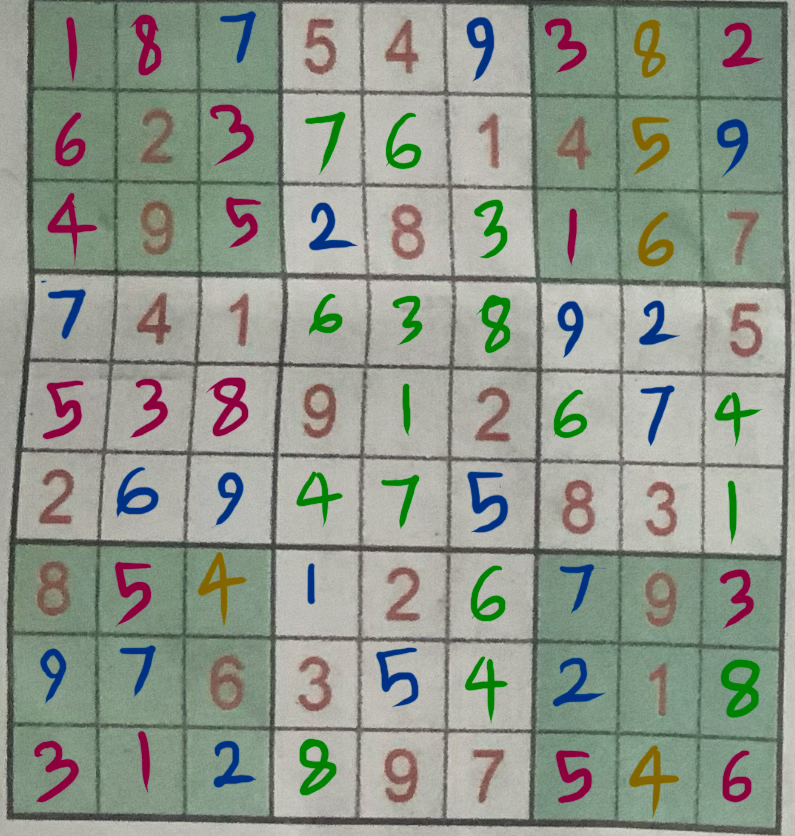 1 8 7 5 4 9 3 8 2
6 2 3 7 6 1 4 5 9
4 9 5 2 8 3 1 6 7
7 4 1 6 3 8 9 2 5
5 3 8 9 1 2 6 7 4
2 6 9 4 7 5 8 3 1
8 5 4 1 2 6 7 9 3
9 7 6 3 5 4 2 1 8
3 1 2 8 9 7 5 4 6